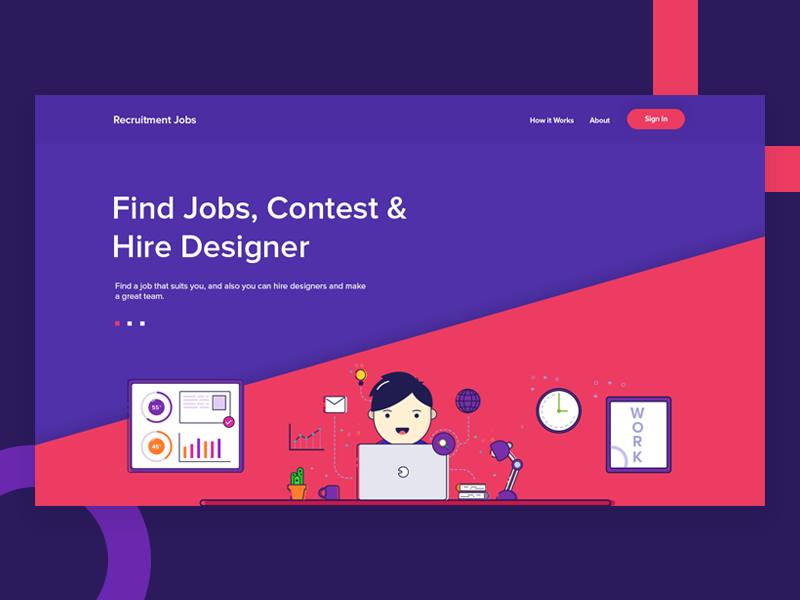 Recruitment Jobs
How it Works
About
Sign In
Find Jobs, Contest &
Hire Designer
Find a job that suits you, and also you can hire designers and make
a great team.
55°
45°
W
O
R
K